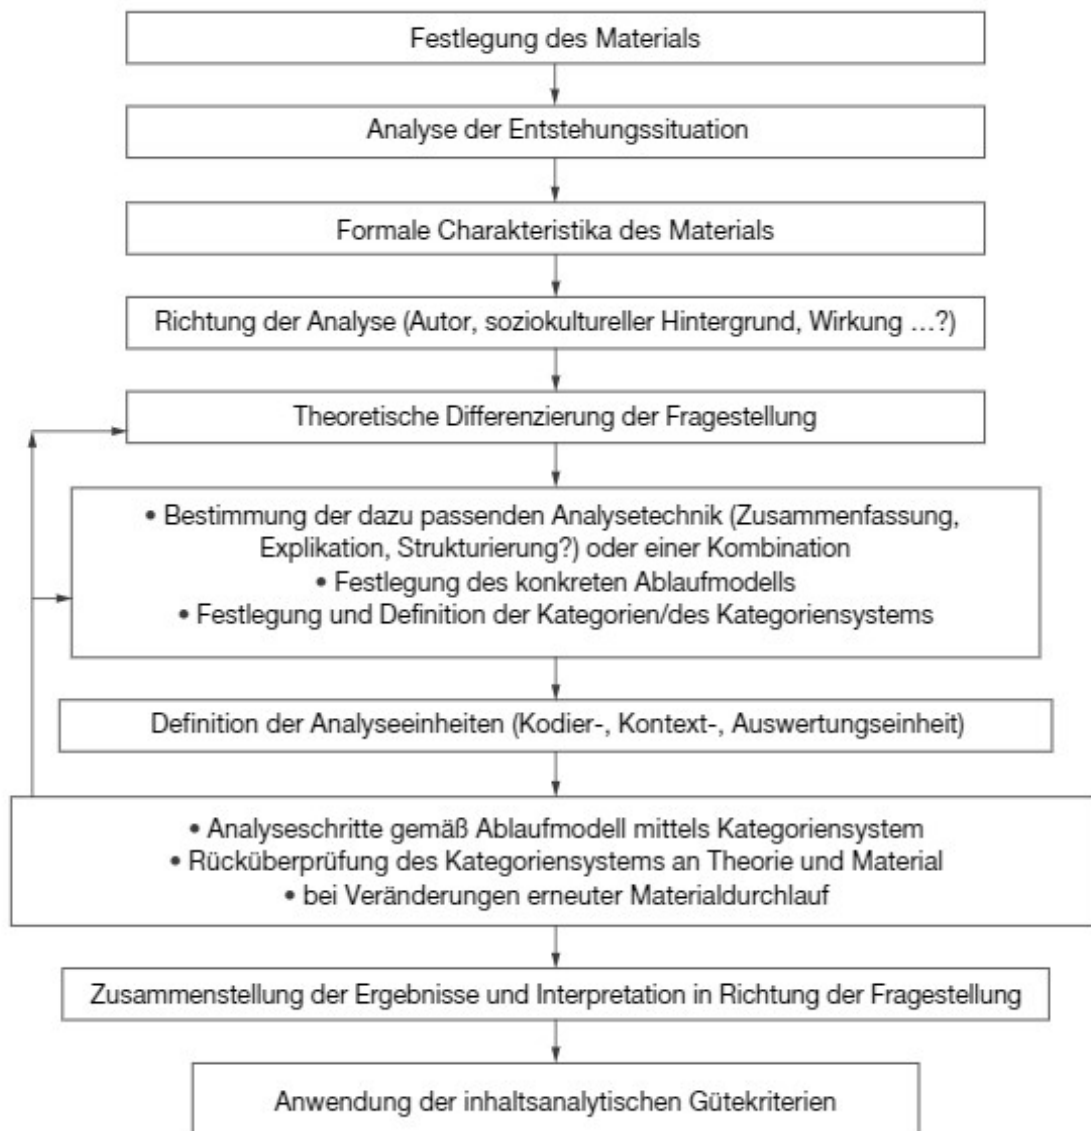 Festlegung des Materials
Analyse der Entstehungssituation
Formale Charakteristika des Materials
Richtung der Analyse (Autor, soziokultureller Hintergrund, Wirkung …?)
Theoretische Differenzierung der Fragestellung
• Bestimmung der dazu passenden Analysetechnik (Zusammenfassung,
Explikation, Strukturierung?) oder einer Kombination
• Festlegung des konkreten Ablaufmodells
• Festlegung und Definition der Kategorien/des Kategoriensystems
Definition der Analyseeinheiten (Kodier-, Kontext-, Auswertungseinheit)
• Analyseschritte gemäß Ablaufmodell mittels Kategoriensystem
• Rücküberprüfung des Kategoriensystems an Theorie und Material
• bei Veränderungen erneuter Materialdurchlauf
Zusammenstellung der Ergebnisse und Interpretation in Richtung der Fragestellung
Anwendung der inhaltsanalytischen Gütekriterien